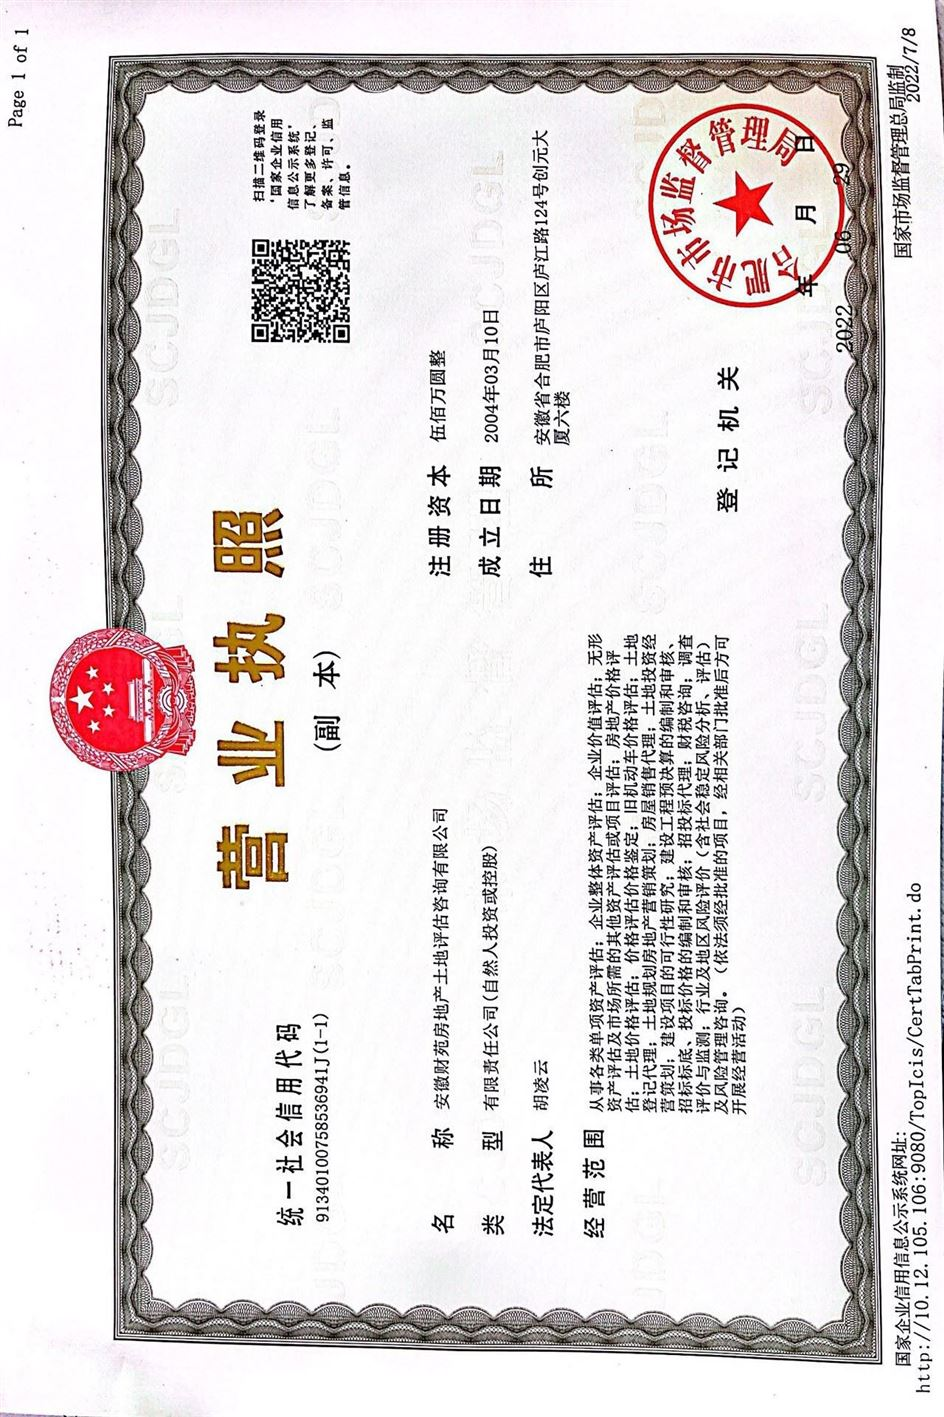 Page 1 of 1
营业执照
(副 本)
统一社会信用代码
91340100758536941J(1-1)
扫描二维码登录
‘国家企业信用
信息公示系统’
了解更多登记、
备案、许可、监
管信息。
名 称 安徽财苑房地产土地评估咨询有限公司
类 型 有限责任公司(自然人投资或控股)
法定代表人 胡凌云
经营范围 从事各类单项资产评估；企业整体资产评估；企业价值评估；无形
资产评估及市场所需的其他资产评估或项目评估；房地产价格评
估；土地价格评估；价格评估价格鉴定；旧机动车价格评估；土地
登记代理；土地规划房地产营销策划；房屋销售代理；土地投资经
营策划；建设项目的可行性研究；建设工程预决算的编制和审核、
招标标底、投标价格的编制和审核；招投标代理；财税咨询；调查
评价与监测；行业及地区风险评价（含社会稳定风险分析、评估）
及风险管理咨询。（依法须经批准的项目，经相关部门批准后方可
开展经营活动）
注册资本 伍佰万圆整
成立日期 2004年03月10日
住 所 安徽省合肥市庐阳区庐江路124号创元大
厦六楼
登记机关
合肥市市场监督管理局
年 月 日
2022 06 29
国家企业信用信息公示系统网址:
http://10.12.105.106:9080/TopIcis/CertTabPrint.do
国家市场监督管理总局监制
2022/7/8
SCJDGL